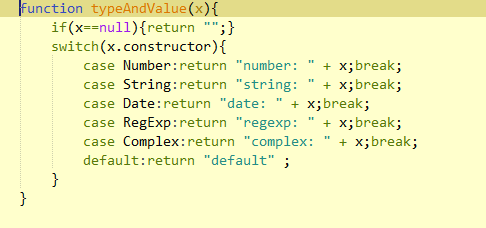 function typeAndValue(x){
    if(x==null){return "";}
    switch(x.constructor){
        case Number:return "number: " + x;break;
        case String:return "string: " + x;break;
        case Date:return "date: " + x;break;
        case RegExp:return "regexp: " + x;break;
        case Complex:return "complex: " + x;break;
        default:return "default" ;
    }
}